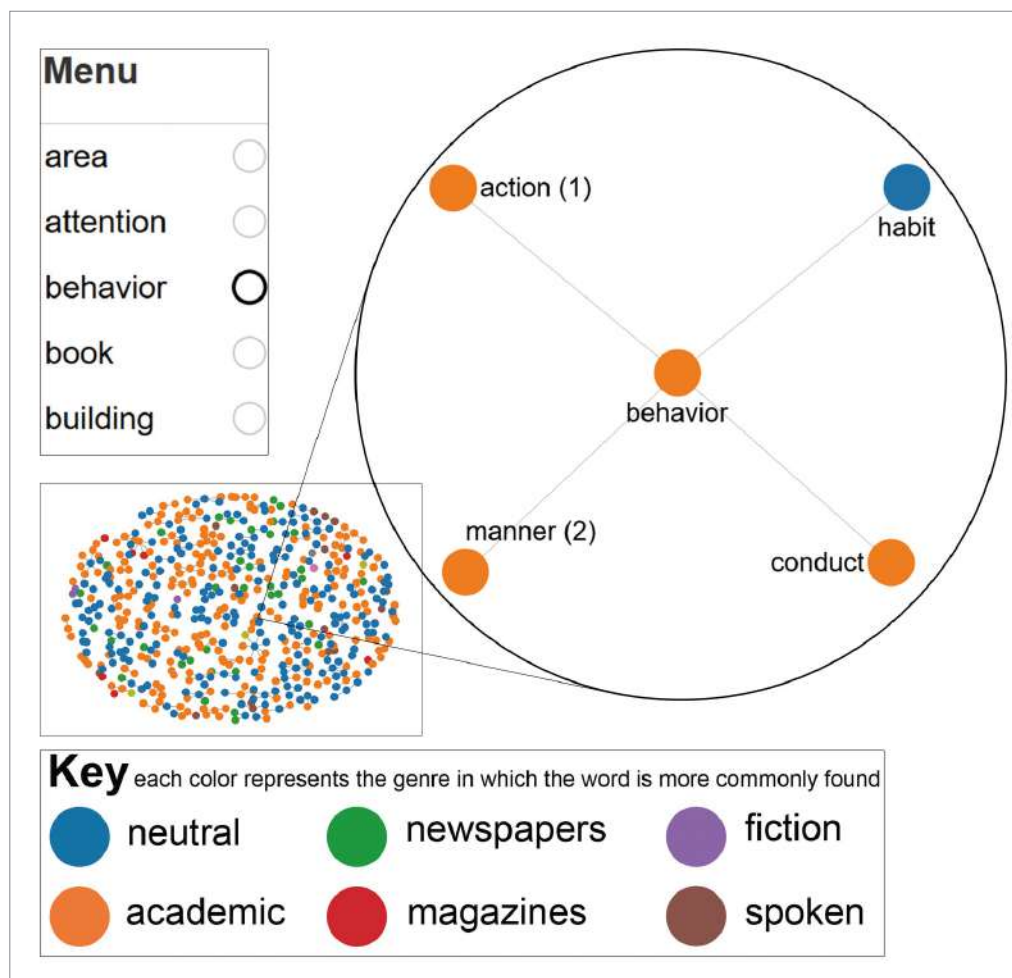 Menu
area
attention
behavior
book
building
action (1)
habit
behavior
manner (2)
conduct
Key each color represents the genre in which the word is more commonly found
neutral
newspapers
fiction
academic
magazines
spoken